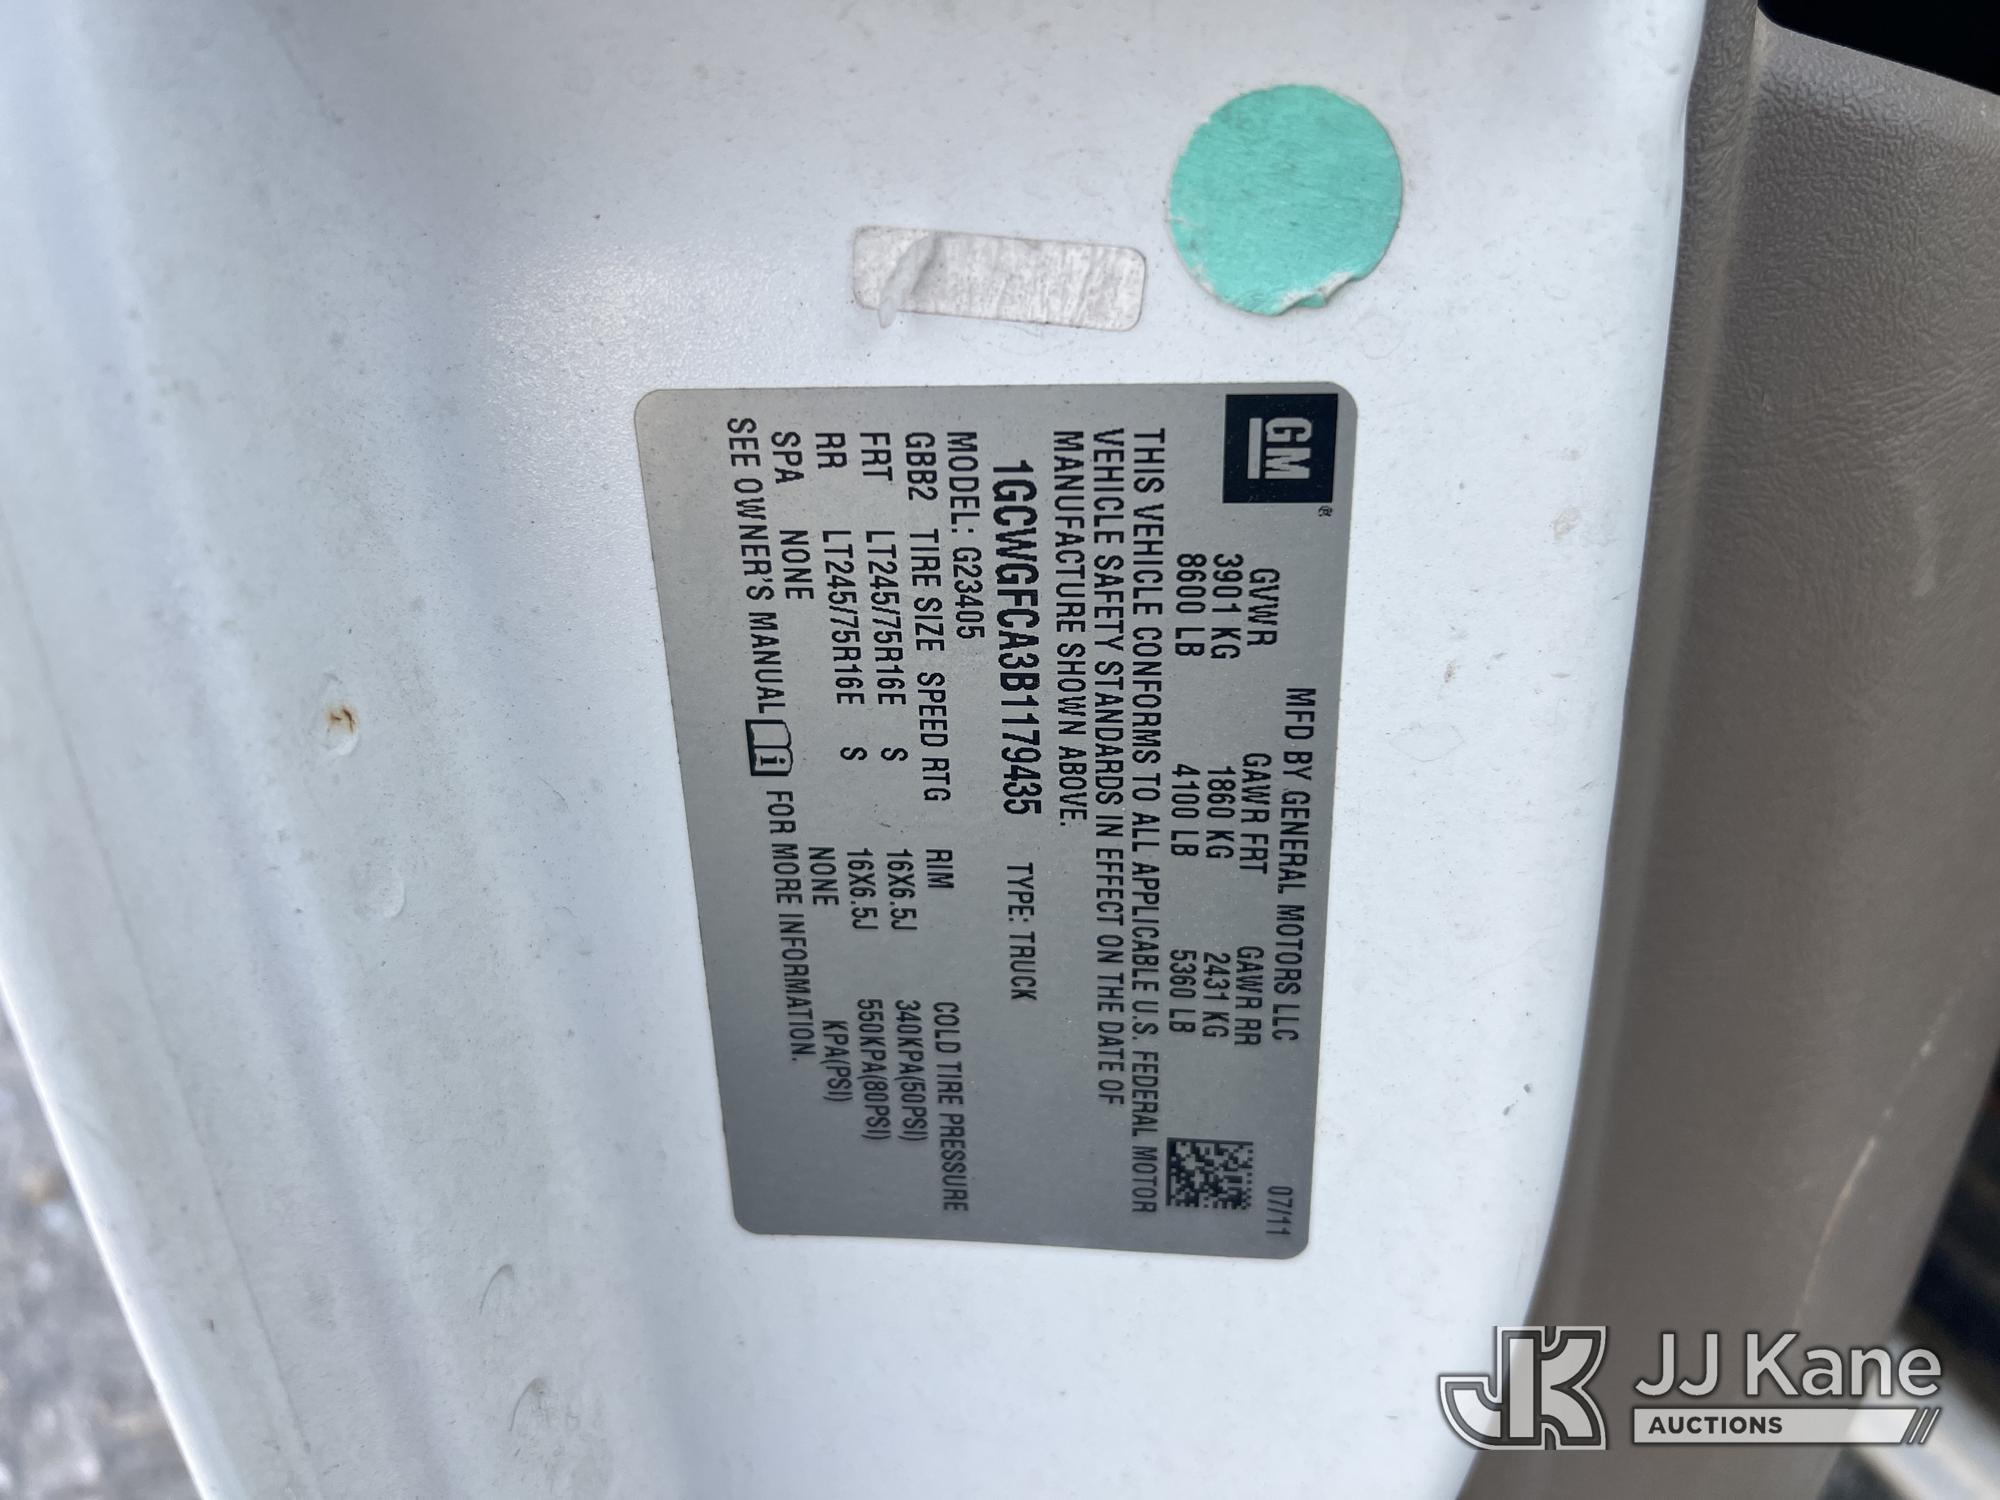 GM®
MFD BY GENERAL MOTORS LLC 07/11
GVWR GAWR FRT GAWR RR
3901 KG 1860 KG 2431 KG
8600 LB 4100 LB 5360 LB
THIS VEHICLE CONFORMS TO ALL APPLICABLE U.S. FEDERAL MOTOR
VEHICLE SAFETY STANDARDS IN EFFECT ON THE DATE OF
MANUFACTURE SHOWN ABOVE.
1GCWGFCA3B1179435 TYPE: TRUCK
MODEL: G23405
GBB2 TIRE SIZE SPEED RTG RIM COLD TIRE PRESSURE
FRT LT245/75R16E S 16X6.5J 340KPA(50PSI)
RR LT245/75R16E S 16X6.5J 550KPA(80PSI)
SPA NONE NONE KPA(PSI)
SEE OWNER'S MANUAL i FOR MORE INFORMATION.
JK JJ Kane
AUCTIONS